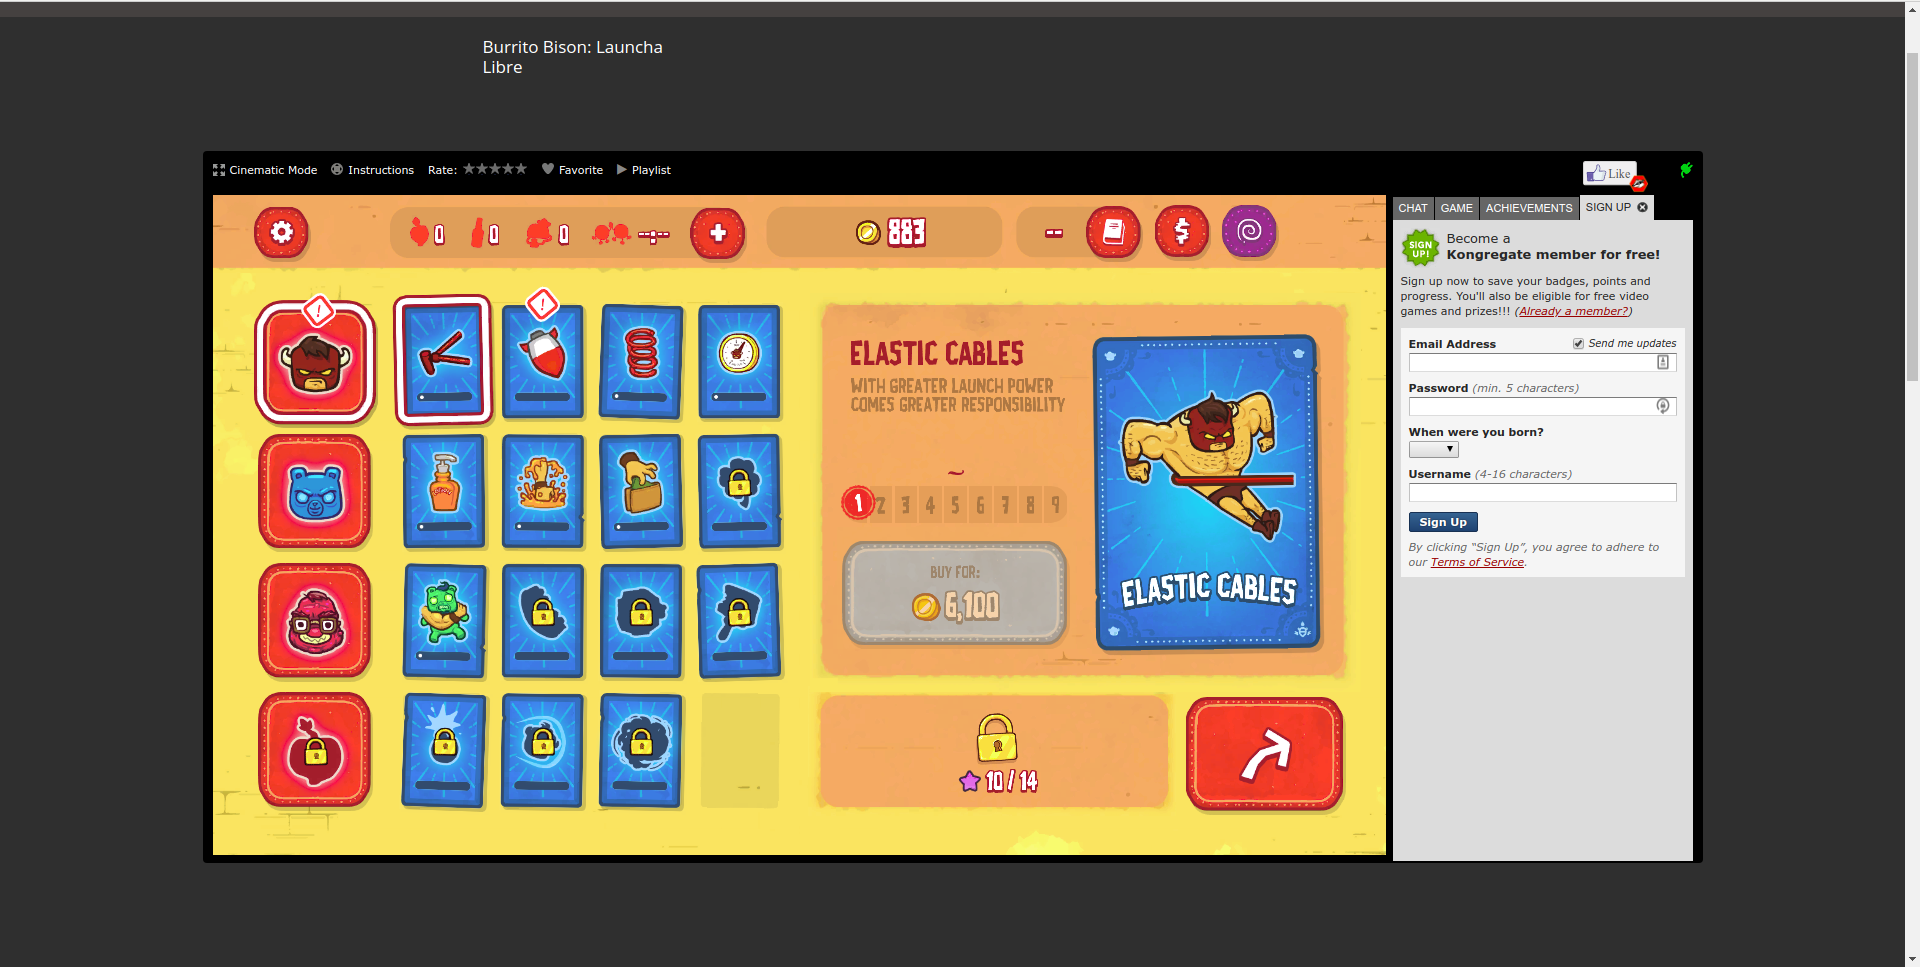 Burrito Bison: Launcha
Libre
Cinematic Mode
Instructions
Rate:
Favorite
Playlist
Like
0
0
0
883
CHAT
GAME
ACHIEVEMENTS
SIGN UP
SIGN UP!
Become a
Kongregate member for free!
Sign up now to save your badges, points and
progress. You'll also be eligible for free video
games and prizes!!! (Already a member?)
Email Address
Send me updates
Password (min. 5 characters)
When were you born?
Username (4-16 characters)
Sign Up
By clicking “Sign Up”, you agree to adhere to
our Terms of Service.
!
!
ELASTIC CABLES
WITH GREATER LAUNCH POWER
COMES GREATER RESPONSIBILITY
1 2 3 4 5 6 7 8 9
BUY FOR:
6,100
ELASTIC CABLES
10 / 14